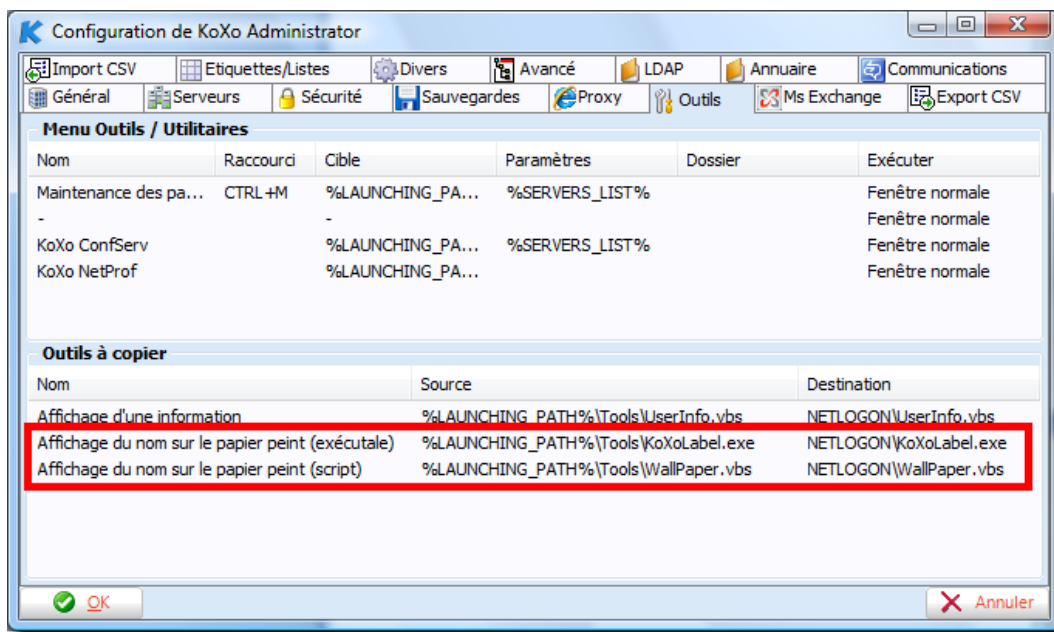 Configuration de KoXo Administrator
Import CSV Etiquettes/Listes Divers Avancé LDAP Annuaire Communications
Général Serveurs Sécurité Sauvegardes Proxy Outils Ms Exchange Export CSV
Menu Outils / Utilitaires
Nom Raccourci Cible Paramètres Dossier Exécuter
Maintenance des pa... CTRL+M %LAUNCHING_PA... %SERVERS_LIST% Fenêtre normale
- - Fenêtre normale
KoXo ConfServ %LAUNCHING_PA... %SERVERS_LIST% Fenêtre normale
KoXo NetProf %LAUNCHING_PA... Fenêtre normale
Outils à copier
Nom Source Destination
Affichage d'une information %LAUNCHING_PATH%\Tools\UserInfo.vbs NETLOGON\UserInfo.vbs
Affichage du nom sur le papier peint (exécutale) %LAUNCHING_PATH%\Tools\KoXoLabel.exe NETLOGON\KoXoLabel.exe
Affichage du nom sur le papier peint (script) %LAUNCHING_PATH%\Tools\WallPaper.vbs NETLOGON\WallPaper.vbs
OK Annuler